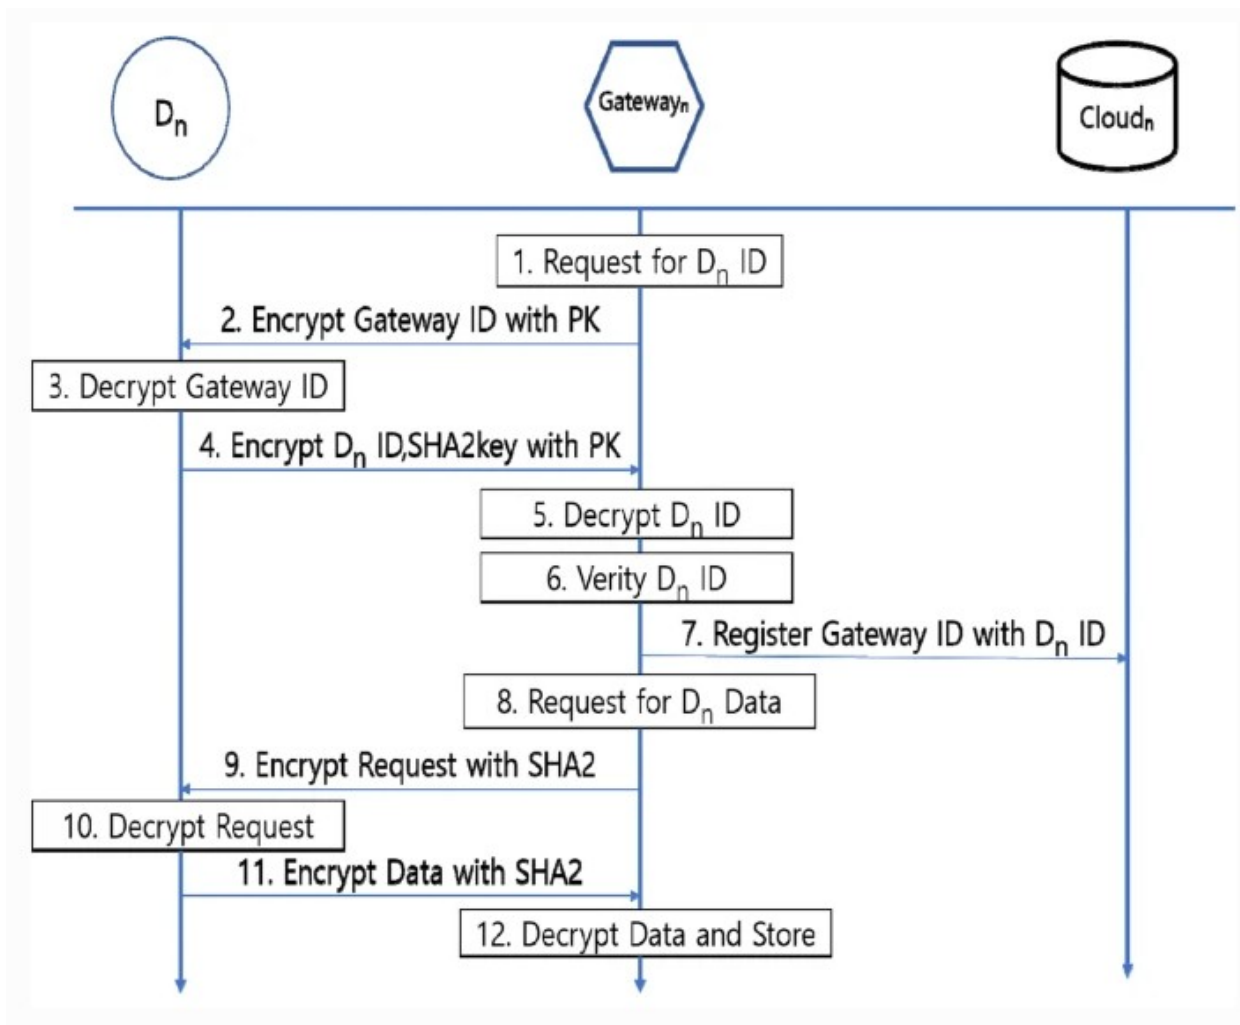 Dn
Gatewayn
Cloudn
1. Request for Dn ID
2. Encrypt Gateway ID with PK
3. Decrypt Gateway ID
4. Encrypt Dn ID,SHA2key with PK
5. Decrypt Dn ID
6. Verity Dn ID
7. Register Gateway ID with Dn ID
8. Request for Dn Data
9. Encrypt Request with SHA2
10. Decrypt Request
11. Encrypt Data with SHA2
12. Decrypt Data and Store